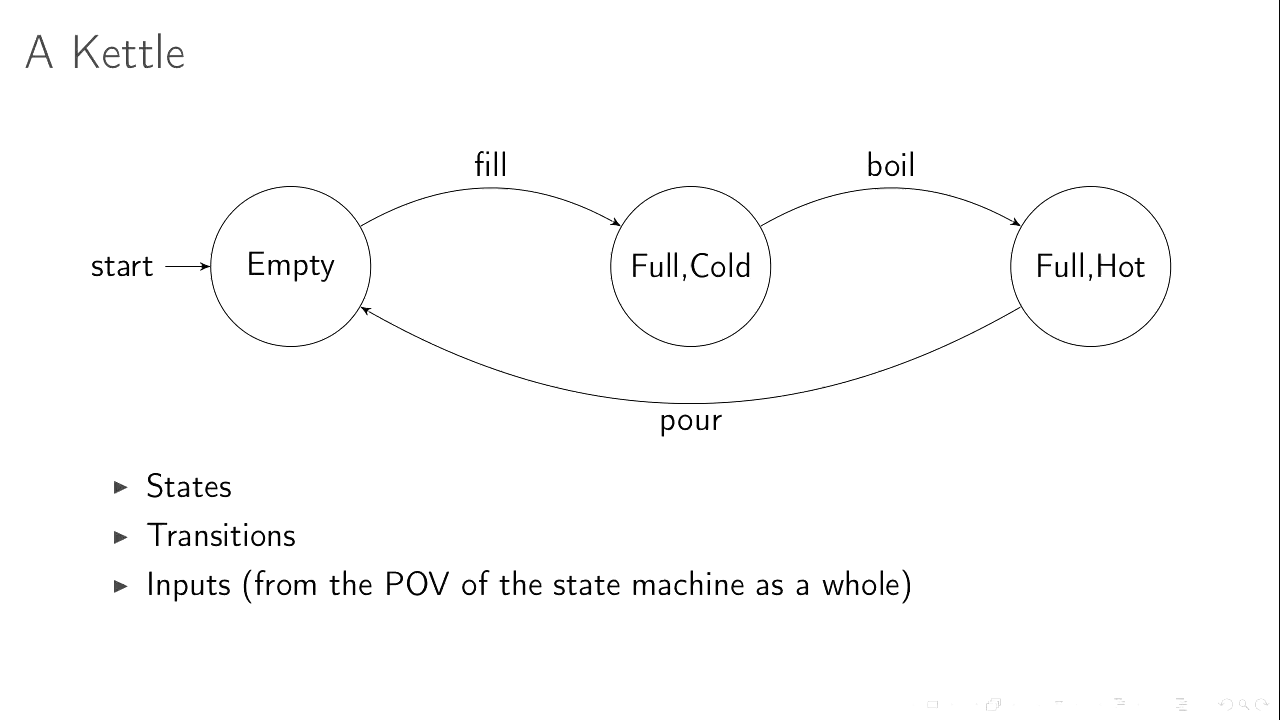 A Kettle
fill
boil
start
Empty
Full,Cold
Full,Hot
pour
States
Transitions
Inputs (from the POV of the state machine as a whole)